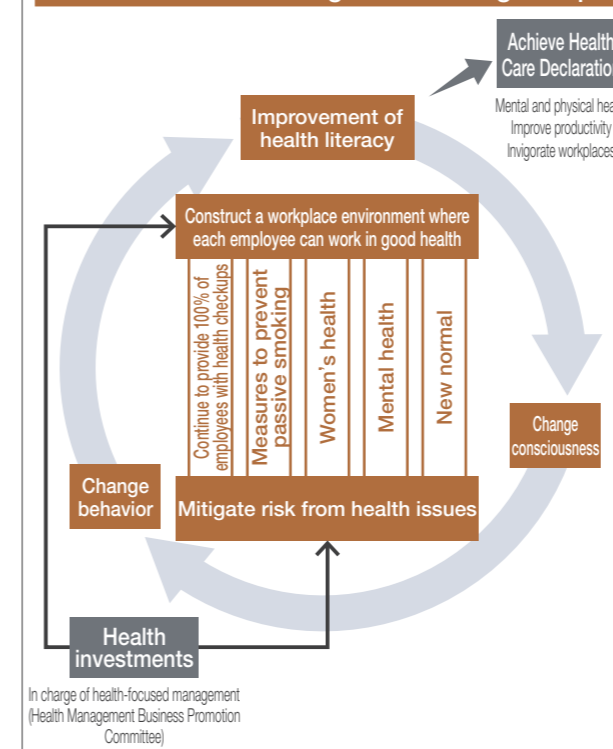 Achieve Health
Care Declaration
Mental and physical
Improve productivity
Invigorate workplaces
Improvement of
health literacy
Construct a workplace environment where
each employee can work in good health
Continue to provide 100% of
employees with health checkups
Measures to prevent
passive smoking
Women's health
Mental health
New normal
Change
consciousness
Change
behavior
Mitigate risk from health issues
Health
investments
In charge of health-focused management
(Health Management Business Promotion
Committee)